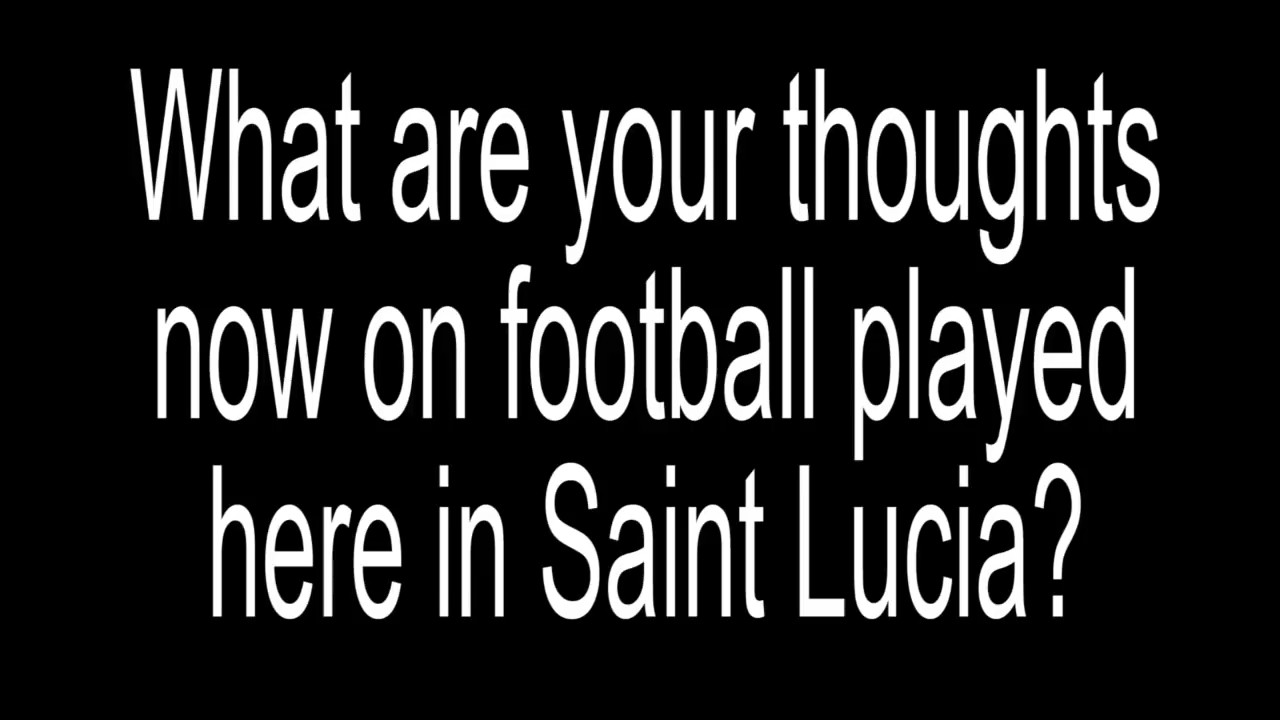 What are your thoughts
now on football played
here in Saint Lucia?